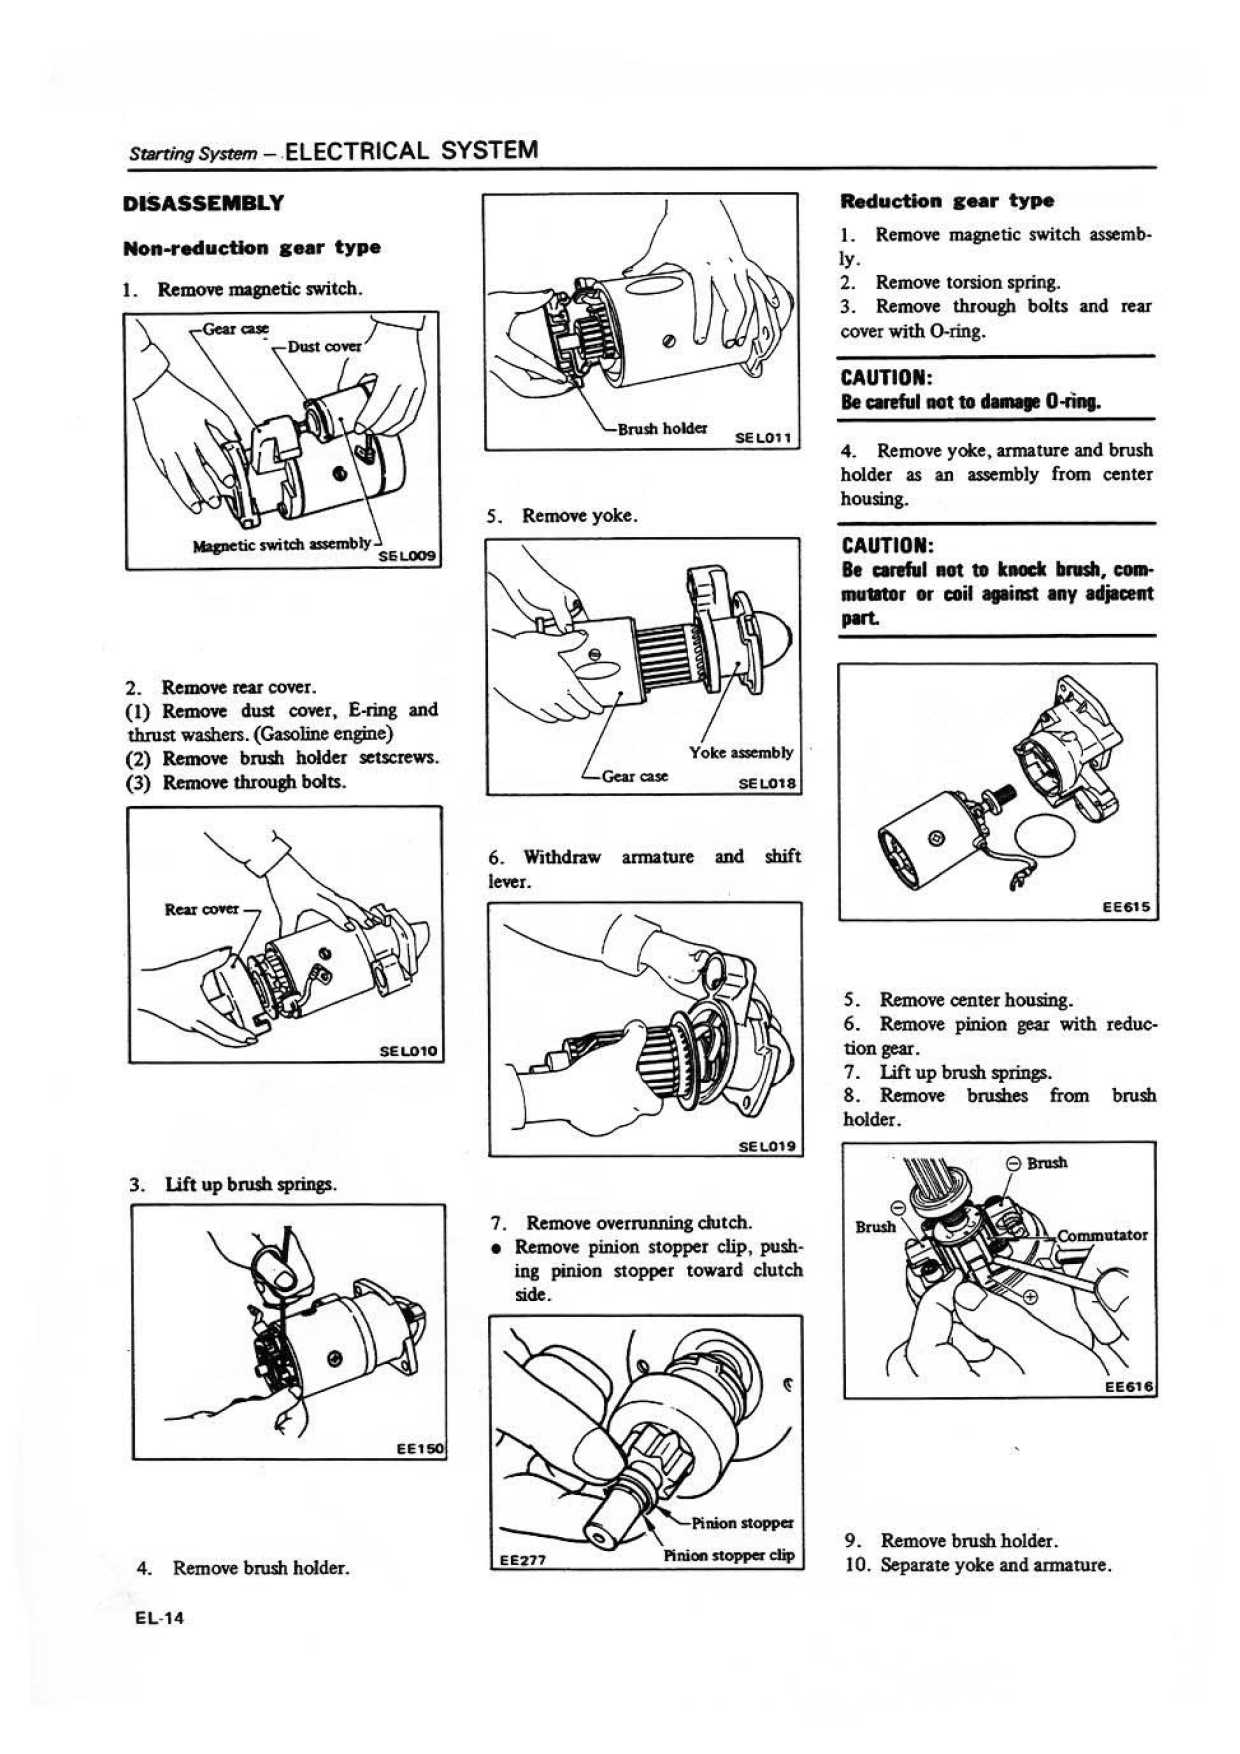 Starting System — ELECTRICAL SYSTEM
DISASSEMBLY
Non-reduction gear type
1. Remove magnetic switch.
Gear case
Dust cover
Magnetic switch assembly
SEL009
2. Remove rear cover.
(1) Remove dust cover, E-ring and
thrust washers. (Gasoline engine)
(2) Remove brush holder setscrews.
(3) Remove through bolts.
Rear cover
SEL010
3. Lift up brush springs.
EE150
4. Remove brush holder.
Brush holder
SEL011
5. Remove yoke.
Yoke assembly
Gear case
SEL018
6. Withdraw armature and shift
lever.
SEL019
7. Remove overrunning clutch.
● Remove pinion stopper clip, push-
ing pinion stopper toward clutch
side.
Pinion stopper
Pinion stopper clip
EE277
Reduction gear type
1. Remove magnetic switch assemb-
ly.
2. Remove torsion spring.
3. Remove through bolts and rear
cover with O-ring.
CAUTION:
Be careful not to damage O-ring.
4. Remove yoke, armature and brush
holder as an assembly from center
housing.
CAUTION:
Be careful not to knock brush, com-
mutator or coil against any adjacent
part.
EE615
5. Remove center housing.
6. Remove pinion gear with reduc-
tion gear.
7. Lift up brush springs.
8. Remove brushes from brush
holder.
⊖ Brush
⊖
Brush
Commutator
⊕
EE616
9. Remove brush holder.
10. Separate yoke and armature.
EL-14